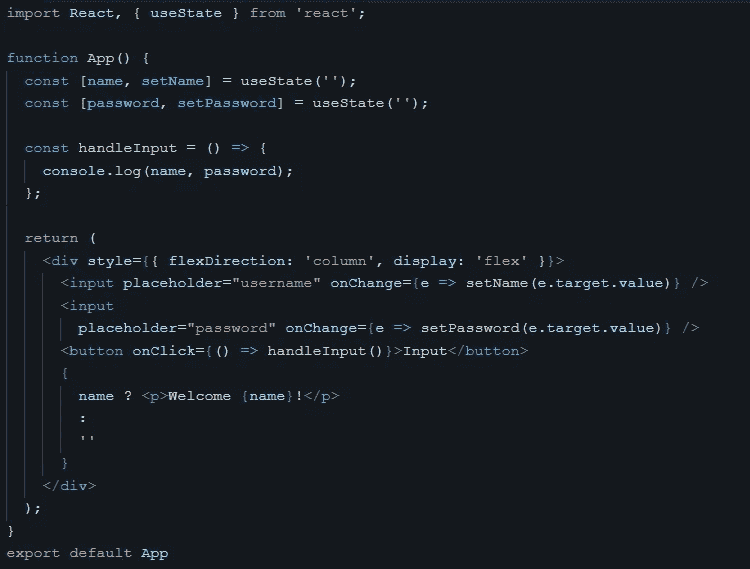 import React, { useState } from 'react';
function App() {
const [name, setName] = useState('');
const [password, setPassword] = useState('');
const handleInput = () => {
console.log(name, password);
};
return (
<div style={{ flexDirection: 'column', display: 'flex' }}>
<input placeholder="username" onChange={e => setName(e.target.value)} />
<input
placeholder="password" onChange={e => setPassword(e.target.value)} />
<button onClick={() => handleInput()}>Input</button>
{
name ? <p>Welcome {name}!</p>
:
''
}
</div>
);
}
export default App